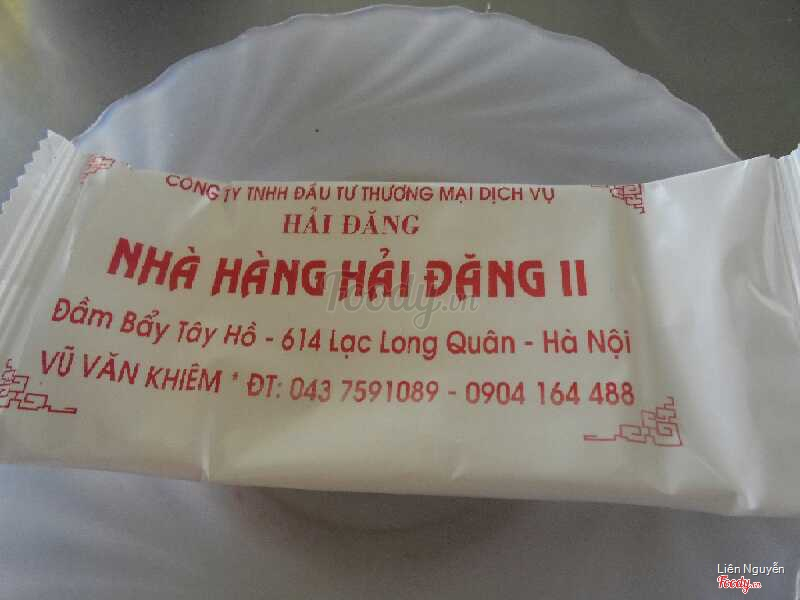 CÔNG TY TNHH ĐẦU TƯ THƯƠNG MẠI DỊCH VỤ
HẢI ĐĂNG
NHÀ HÀNG HẢI ĐĂNG II
Foody.vn
Đầm Bẩy Tây Hồ - 614 Lạc Long Quân - Hà Nội
VŨ VĂN KHIÊM * ĐT: 043 7591089 - 0904 164 488
Liên Nguyễn
Foody.vn